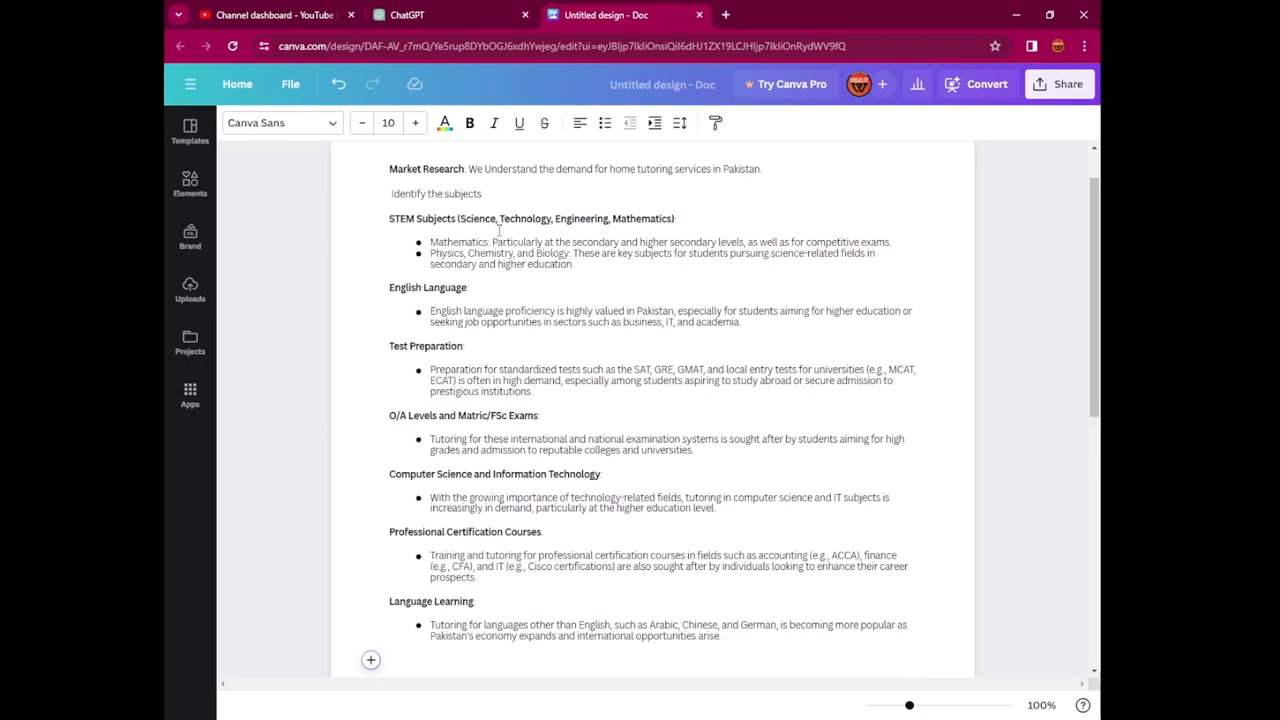 Channel dashboard - YouTube
ChatGPT
Untitled design - Doc
canva.com/design/DAF-AV_r7mQ/Ye5rup8DYbOGJ6xdhYwjeg/edit?ui=eyJBIjp7IkIiOnsiQiI6dHJ1ZX19LCJHIjp7IkIiOnRydWV9fQ
Home
File
Untitled design - Doc
Try Canva Pro
Convert
Share
Canva Sans
10
Templates
Elements
Brand
Uploads
Projects
Apps
Market Research: We Understand the demand for home tutoring services in Pakistan.
Identify the subjects
STEM Subjects (Science, Technology, Engineering, Mathematics):
● Mathematics: Particularly at the secondary and higher secondary levels, as well as for competitive exams.
● Physics, Chemistry, and Biology: These are key subjects for students pursuing science-related fields in
secondary and higher education.
English Language:
● English language proficiency is highly valued in Pakistan, especially for students aiming for higher education or
seeking job opportunities in sectors such as business, IT, and academia.
Test Preparation:
● Preparation for standardized tests such as the SAT, GRE, GMAT, and local entry tests for universities (e.g., MCAT,
ECAT) is often in high demand, especially among students aspiring to study abroad or secure admission to
prestigious institutions.
O/A Levels and Matric/FSc Exams:
● Tutoring for these international and national examination systems is sought after by students aiming for high
grades and admission to reputable colleges and universities.
Computer Science and Information Technology:
● With the growing importance of technology-related fields, tutoring in computer science and IT subjects is
increasingly in demand, particularly at the higher education level.
Professional Certification Courses:
● Training and tutoring for professional certification courses in fields such as accounting (e.g., ACCA), finance
(e.g., CFA), and IT (e.g., Cisco certifications) are also sought after by individuals looking to enhance their career
prospects.
Language Learning:
● Tutoring for languages other than English, such as Arabic, Chinese, and German, is becoming more popular as
Pakistan's economy expands and international opportunities arise.
100%